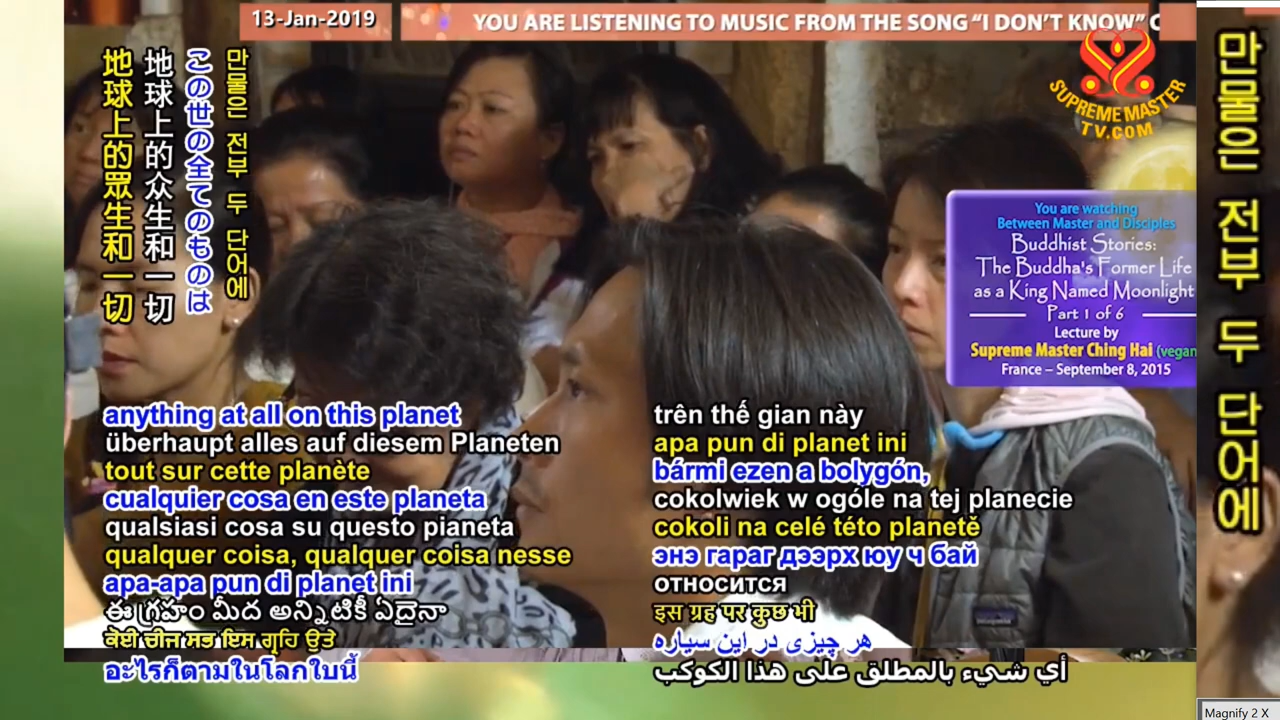 13-Jan-2019
YOU ARE LISTENING TO MUSIC FROM THE SONG “I DON’T KNOW”
SUPREME MASTER
TV.COM
만물은 전부 두 단어에
この世の全てのものは
地球上的众生和一切
地球上的眾生和一切
You are watching
Between Master and Disciples
Buddhist Stories:
The Buddha's Former Life
as a King Named Moonlight
Part 1 of 6
Lecture by
Supreme Master Ching Hai (vegan
France – September 8, 2015
anything at all on this planet
überhaupt alles auf diesem Planeten
tout sur cette planète
cualquier cosa en este planeta
qualsiasi cosa su questo pianeta
qualquer coisa, qualquer coisa nesse
apa-apa pun di planet ini
ఈ గ్రహం మీద అన్నిటికీ ఏదైనా
ਕੋਈ ਚੀਜ ਸਭ ਇਸ ਗ੍ਰਹਿ ਉਤੇ
อะไรก็ตามในโลกใบนี้
trên thế gian này
apa pun di planet ini
bármi ezen a bolygón,
cokolwiek w ogóle na tej planecie
cokoli na celé této planetě
энэ гараг дээрх юу ч бай
относится
इस ग्रह पर कुछ भी
هر چیزی در این سیاره
أي شيء بالمطلق على هذا الكوكب
만물은 전부 두 단어에
Magnify 2 X